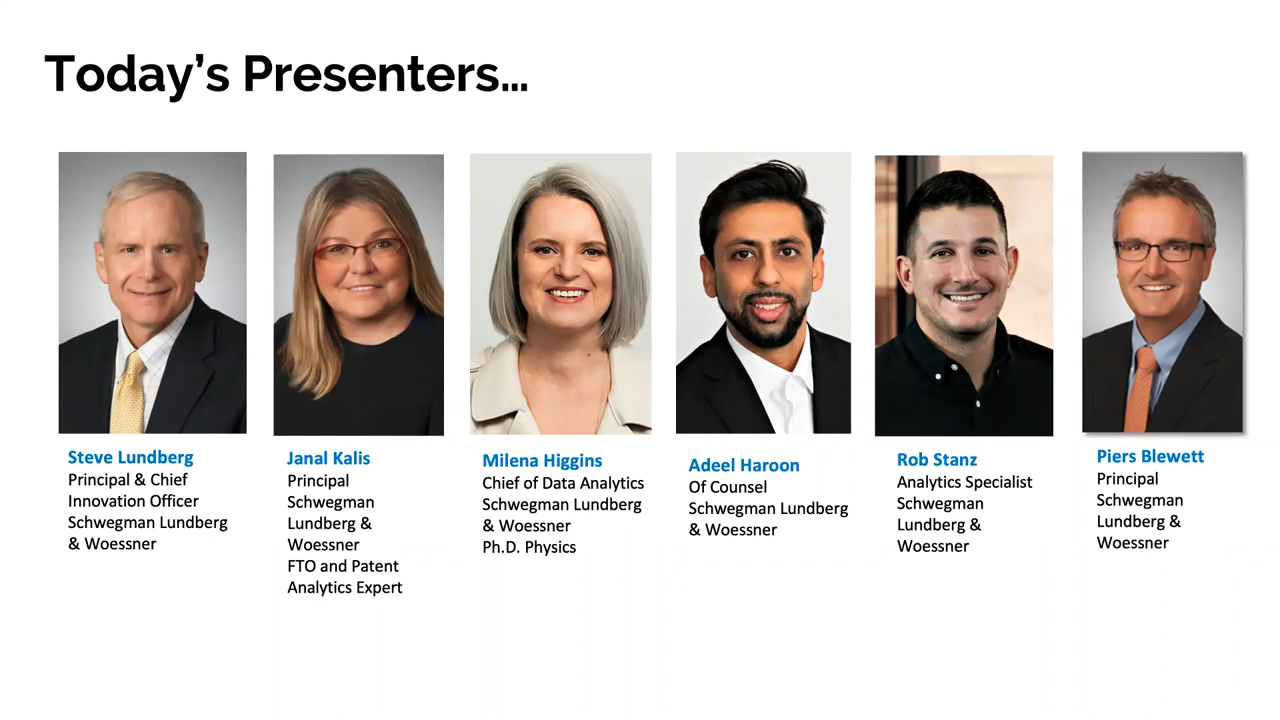 Today’s Presenters…
Steve Lundberg
Principal & Chief
Innovation Officer
Schwegman Lundberg
& Woessner
Janal Kalis
Principal
Schwegman
Lundberg &
Woessner
FTO and Patent
Analytics Expert
Milena Higgins
Chief of Data Analytics
Schwegman Lundberg
& Woessner
Ph.D. Physics
Adeel Haroon
Of Counsel
Schwegman Lundberg
& Woessner
Rob Stanz
Analytics Specialist
Schwegman
Lundberg &
Woessner
Piers Blewett
Principal
Schwegman
Lundberg &
Woessner